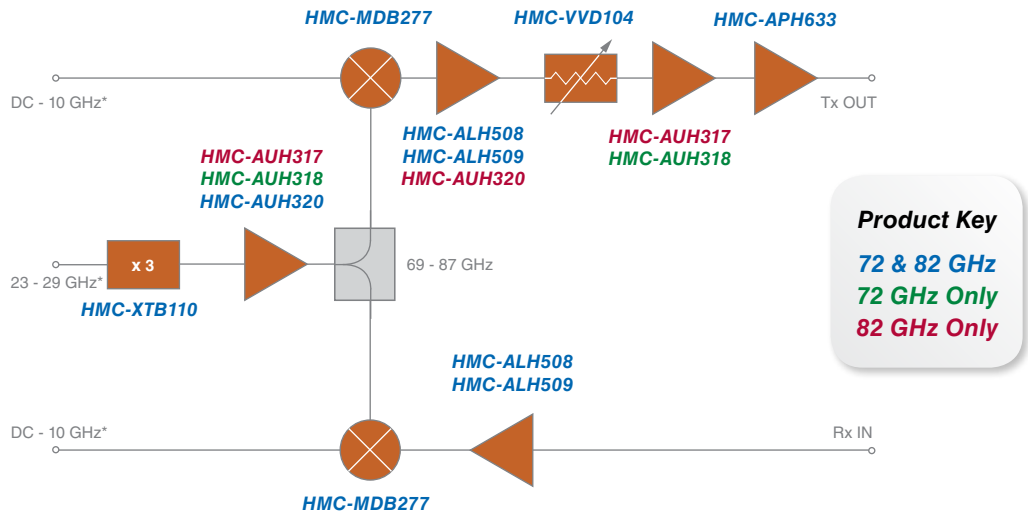 HMC-MDB277
HMC-VVD104
HMC-APH633
DC - 10 GHz*
Tx OUT
HMC-ALH508
HMC-ALH509
HMC-AUH320
HMC-AUH317
HMC-AUH318
HMC-AUH317
HMC-AUH318
HMC-AUH320
x 3
23 - 29 GHz*
HMC-XTB110
69 - 87 GHz
Product Key
72 & 82 GHz
72 GHz Only
82 GHz Only
HMC-ALH508
HMC-ALH509
DC - 10 GHz*
Rx IN
HMC-MDB277